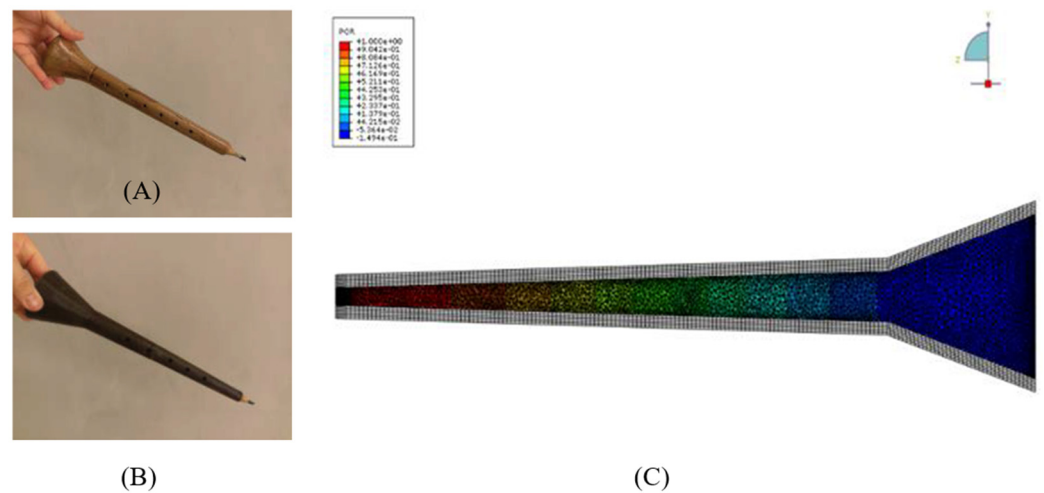 (A)
(B)
POR
+1.000e+00
+9.042e-01
+8.084e-01
+7.126e-01
+6.169e-01
+5.211e-01
+4.253e-01
+3.295e-01
+2.337e-01
+1.379e-01
+4.215e-02
-5.364e-02
-1.494e-01
Y
Z
(C)